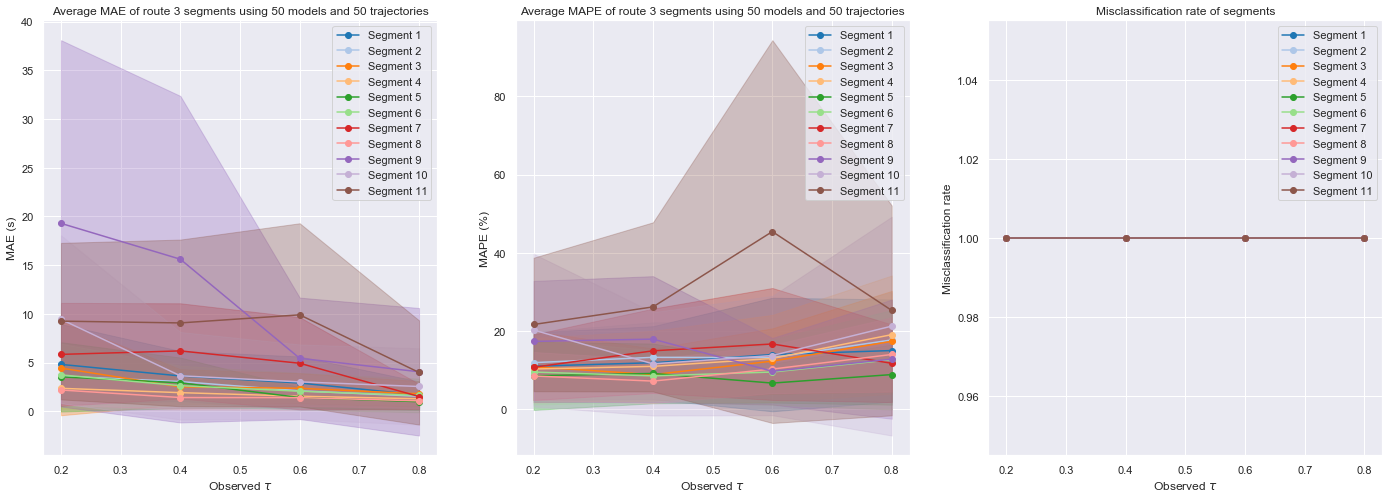 Average MAE of route 3 segments using 50 models and 50 trajectories
40
35
30
25
20
15
10
5
0
MAE (s)
0.2 0.3 0.4 0.5 0.6 0.7 0.8
Observed τ
Segment 1
Segment 2
Segment 3
Segment 4
Segment 5
Segment 6
Segment 7
Segment 8
Segment 9
Segment 10
Segment 11
Average MAPE of route 3 segments using 50 models and 50 trajectories
80
60
40
20
0
MAPE (%)
0.2 0.3 0.4 0.5 0.6 0.7 0.8
Observed τ
Segment 1
Segment 2
Segment 3
Segment 4
Segment 5
Segment 6
Segment 7
Segment 8
Segment 9
Segment 10
Segment 11
Misclassification rate of segments
1.04
1.02
1.00
0.98
0.96
Misclassification rate
0.2 0.3 0.4 0.5 0.6 0.7 0.8
Observed τ
Segment 1
Segment 2
Segment 3
Segment 4
Segment 5
Segment 6
Segment 7
Segment 8
Segment 9
Segment 10
Segment 11